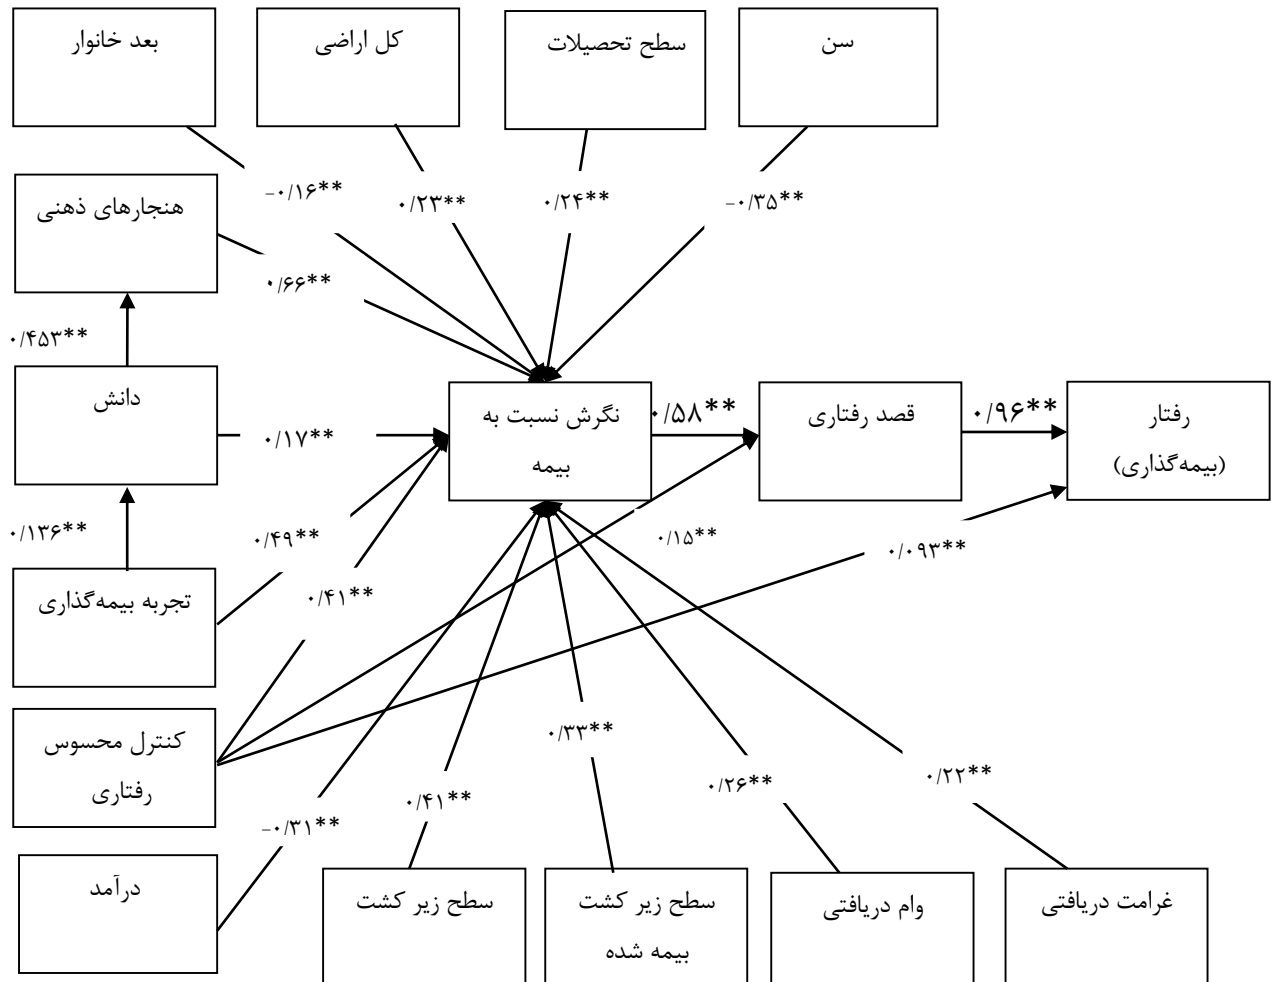 سن
سطح تحصیلات
کل اراضی
بعد خانوار
-۰/۱۶**
۰/۲۳**
۰/۲۴**
-۰/۳۵**
هنجارهای ذهنی
۰/۶۶**
۰/۴۵۳**
دانش
۰/۱۷**
نگرش نسبت به
بیمه
۰/۵۸**
قصد رفتاری
۰/۹۶**
رفتار
(بیمه‌گذاری)
۰/۱۳۶**
۰/۴۹**
۰/۱۵**
۰/۰۹۳**
تجربه بیمه‌گذاری
۰/۴۱**
کنترل محسوس
رفتاری
۰/۳۳**
۰/۲۲**
۰/۲۶**
۰/۴۱**
-۰/۳۱**
درآمد
سطح زیر کشت
سطح زیر کشت
بیمه شده
وام دریافتی
غرامت دریافتی